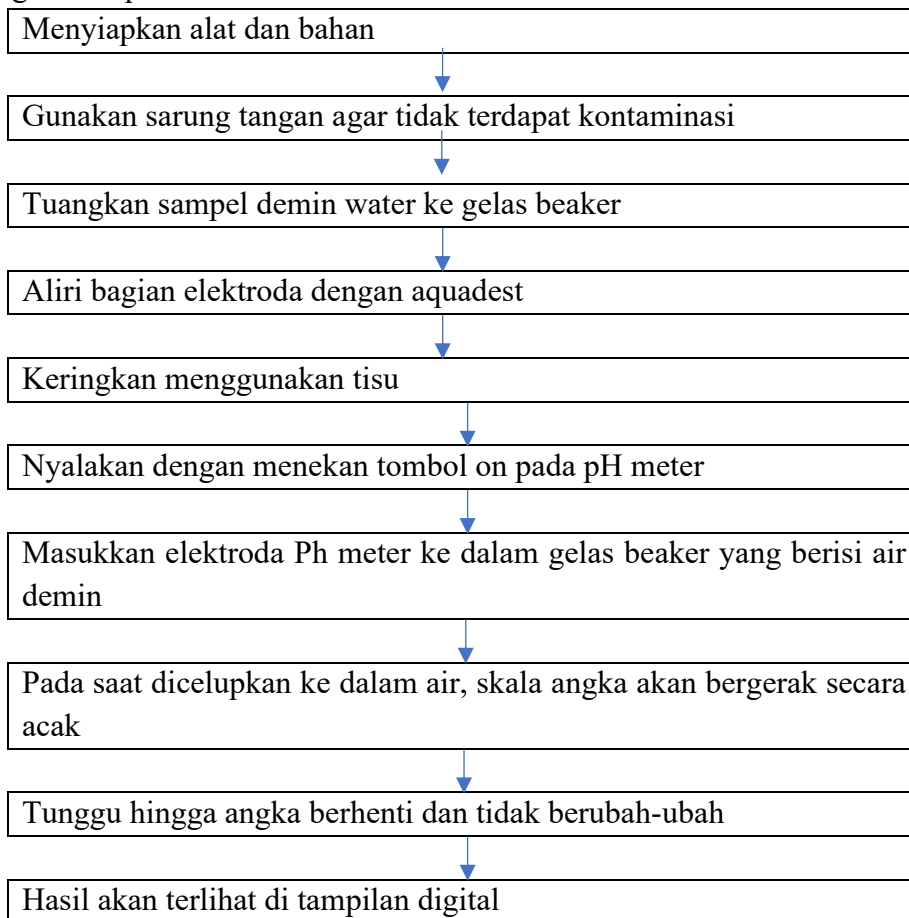 Menyiapkan alat dan bahan
Gunakan sarung tangan agar tidak terdapat kontaminasi
Tuangkan sampel demin water ke gelas beaker
Aliri bagian elektroda dengan aquadest
Keringkan menggunakan tisu
Nyalakan dengan menekan tombol on pada pH meter
Masukkan elektroda Ph meter ke dalam gelas beaker yang berisi air
demin
Pada saat dicelupkan ke dalam air, skala angka akan bergerak secara
acak
Tunggu hingga angka berhenti dan tidak berubah-ubah
Hasil akan terlihat di tampilan digital